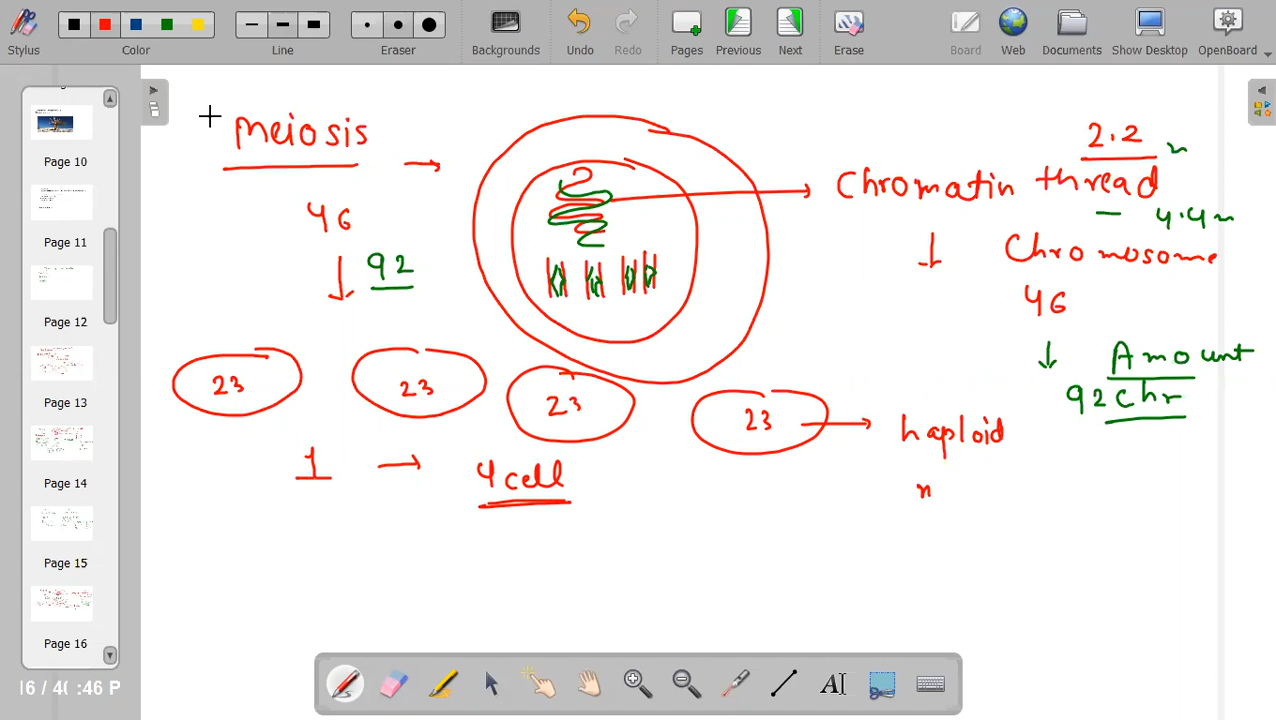 Stylus
Color
Line
Eraser
Backgrounds
Undo
Redo
Pages
Previous
Next
Erase
Board
Web
Documents
Show Desktop
OpenBoard
Page 10
Page 11
Page 12
Page 13
Page 14
Page 15
Page 16
Meiosis
46
92
2.2 m
Chromatin thread
4.4m
Chromosome
46
Amount
92 Chr
23
23
23
23
haploid
n
1 → 4 cell